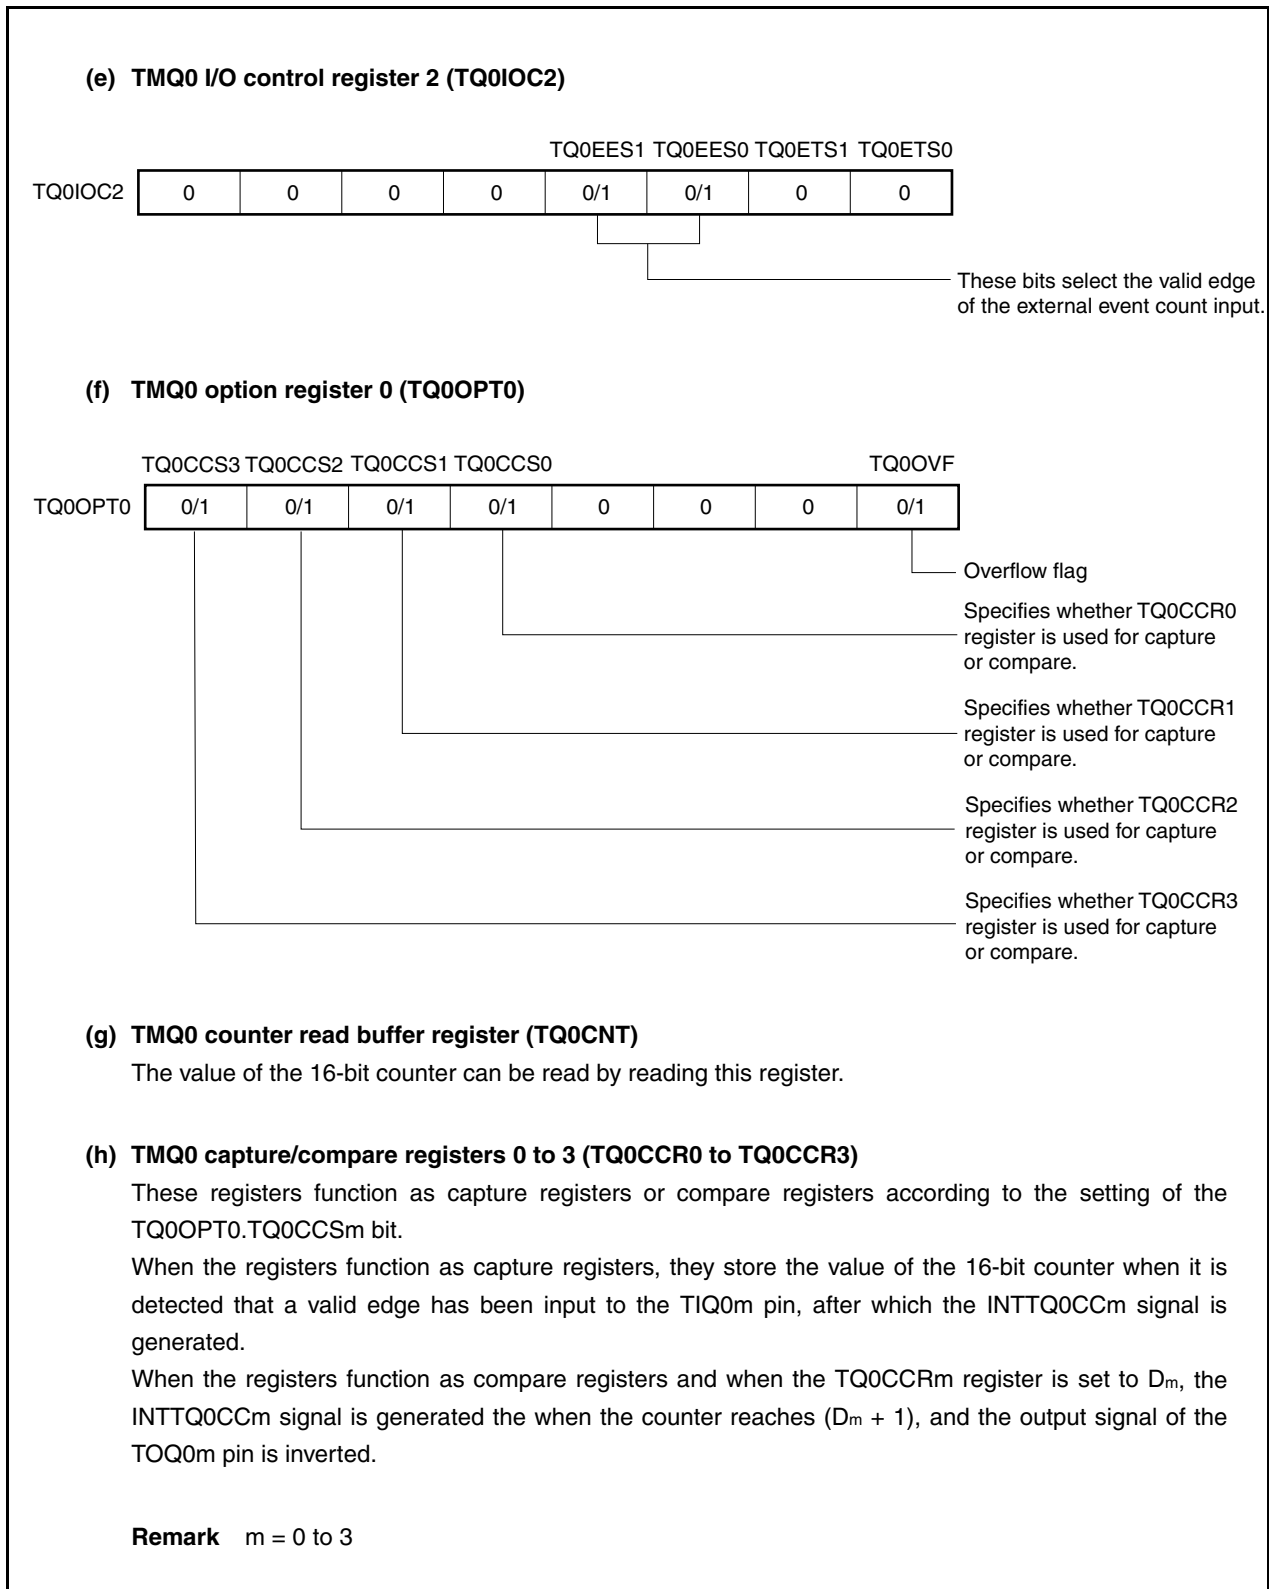 (e) TMQ0 I/O control register 2 (TQ0IOC2)
TQ0EES1 TQ0EES0 TQ0ETS1 TQ0ETS0
TQ0IOC2 0 0 0 0 0/1 0/1 0 0
These bits select the valid edge
of the external event count input.
(f) TMQ0 option register 0 (TQ0OPT0)
TQ0CCS3 TQ0CCS2 TQ0CCS1 TQ0CCS0 TQ0OVF
TQ0OPT0 0/1 0/1 0/1 0/1 0 0 0 0/1
Overflow flag
Specifies whether TQ0CCR0
register is used for capture
or compare.
Specifies whether TQ0CCR1
register is used for capture
or compare.
Specifies whether TQ0CCR2
register is used for capture
or compare.
Specifies whether TQ0CCR3
register is used for capture
or compare.
(g) TMQ0 counter read buffer register (TQ0CNT)
The value of the 16-bit counter can be read by reading this register.
(h) TMQ0 capture/compare registers 0 to 3 (TQ0CCR0 to TQ0CCR3)
These registers function as capture registers or compare registers according to the setting of the
TQ0OPT0.TQ0CCSm bit.
When the registers function as capture registers, they store the value of the 16-bit counter when it is
detected that a valid edge has been input to the TIQ0m pin, after which the INTTQ0CCm signal is
generated.
When the registers function as compare registers and when the TQ0CCRm register is set to Dm, the
INTTQ0CCm signal is generated the when the counter reaches (Dm + 1), and the output signal of the
TOQ0m pin is inverted.
Remark m = 0 to 3